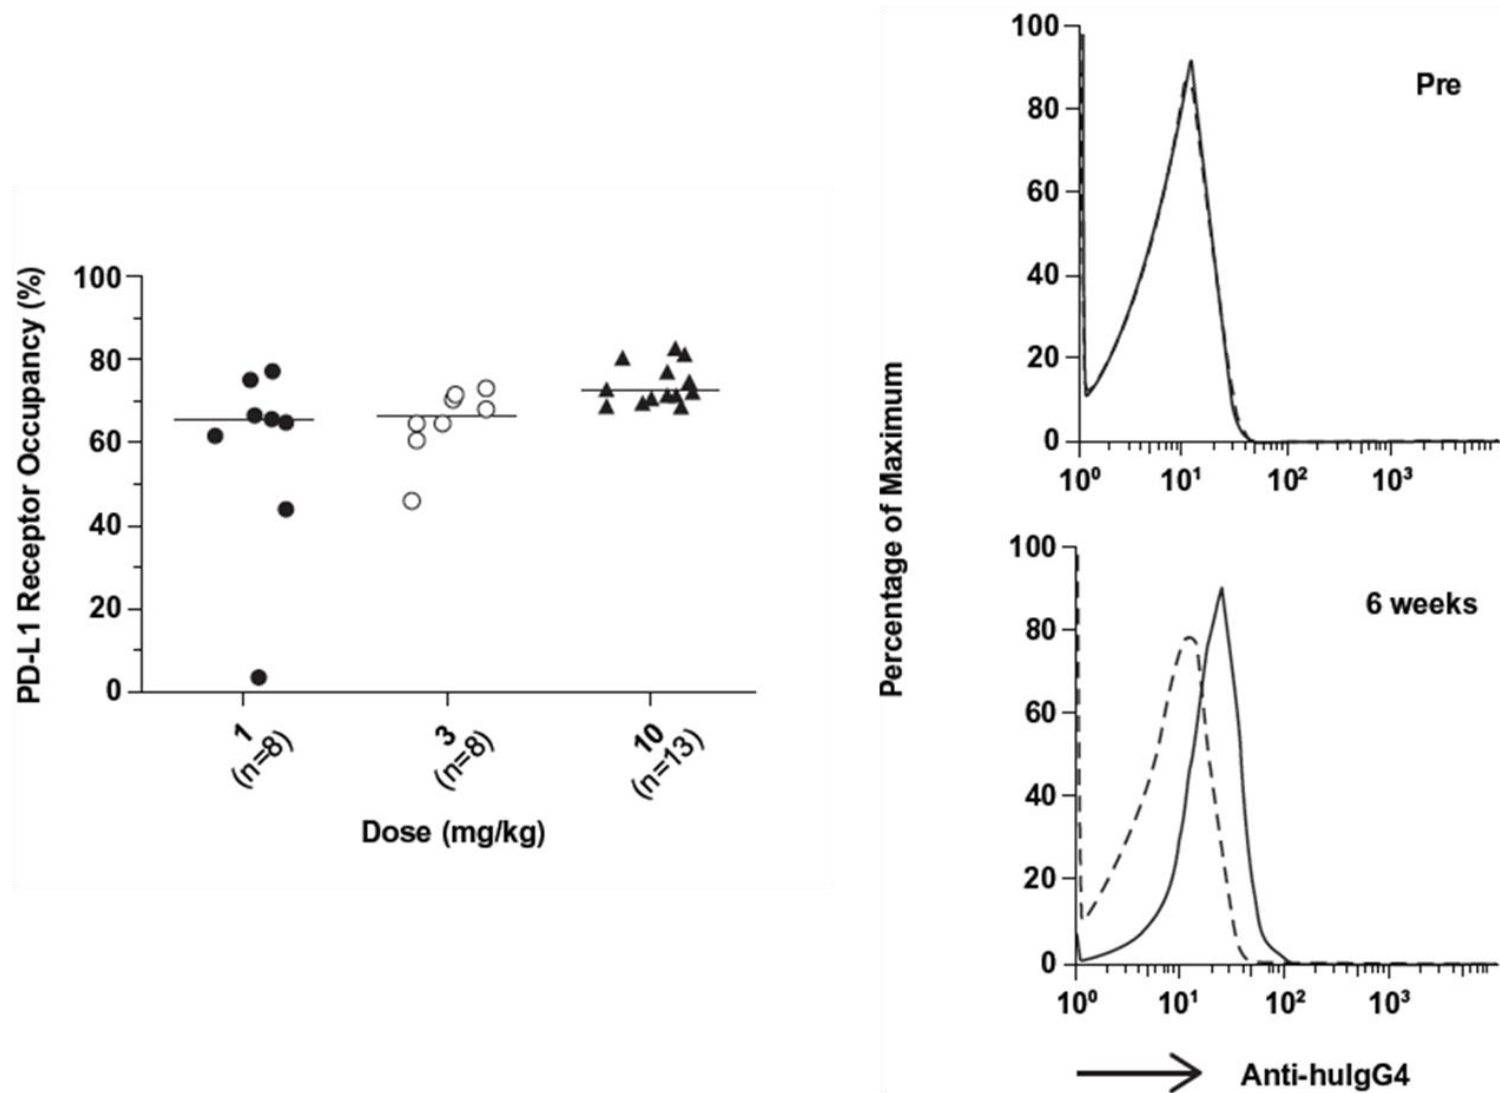 PD-L1 Receptor Occupancy (%)
100
80
60
40
20
0
1
(n=8)
3
(n=8)
10
(n=13)
Dose (mg/kg)
Percentage of Maximum
100
80
60
40
20
0
Pre
10⁰ 10¹ 10² 10³
100
80
60
40
20
0
6 weeks
10⁰ 10¹ 10² 10³
Anti-huIgG4